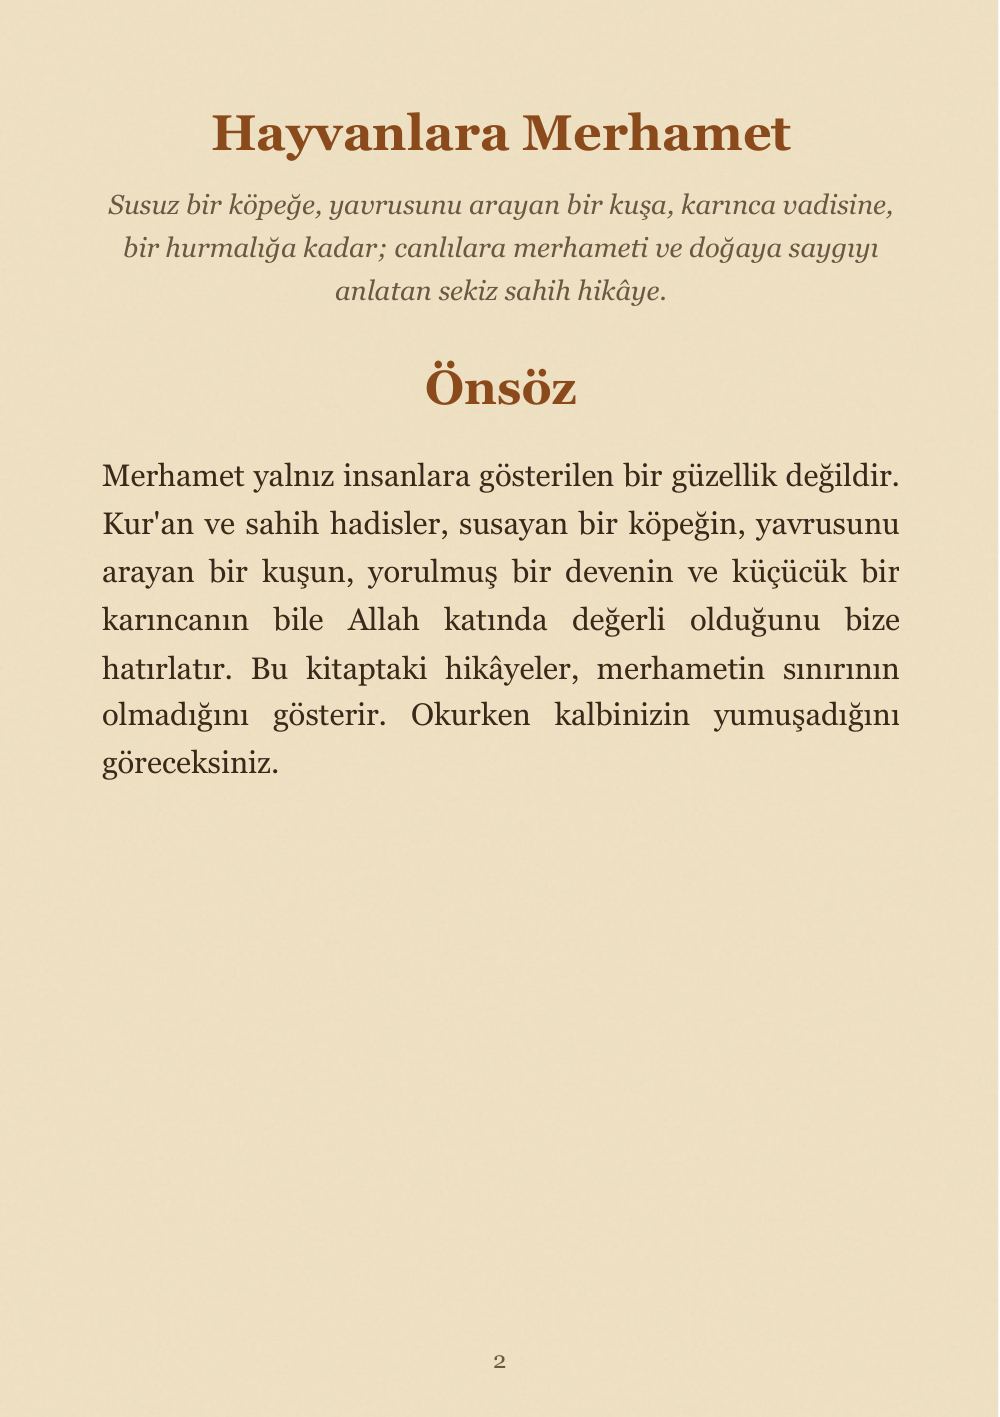 Hayvanlara Merhamet
Susuz bir köpeğe, yavrusunu arayan bir kuşa, karınca vadisine,
bir hurmalığa kadar; canlılara merhameti ve doğaya saygıyı
anlatan sekiz sahih hikâye.
Önsöz
Merhamet yalnız insanlara gösterilen bir güzellik değildir.
Kur'an ve sahih hadisler, susayan bir köpeğin, yavrusunu
arayan bir kuşun, yorulmuş bir devenin ve küçücük bir
karıncanın bile Allah katında değerli olduğunu bize
hatırlatır. Bu kitaptaki hikâyeler, merhametin sınırının
olmadığını gösterir. Okurken kalbinizin yumuşadığını
göreceksiniz.
2